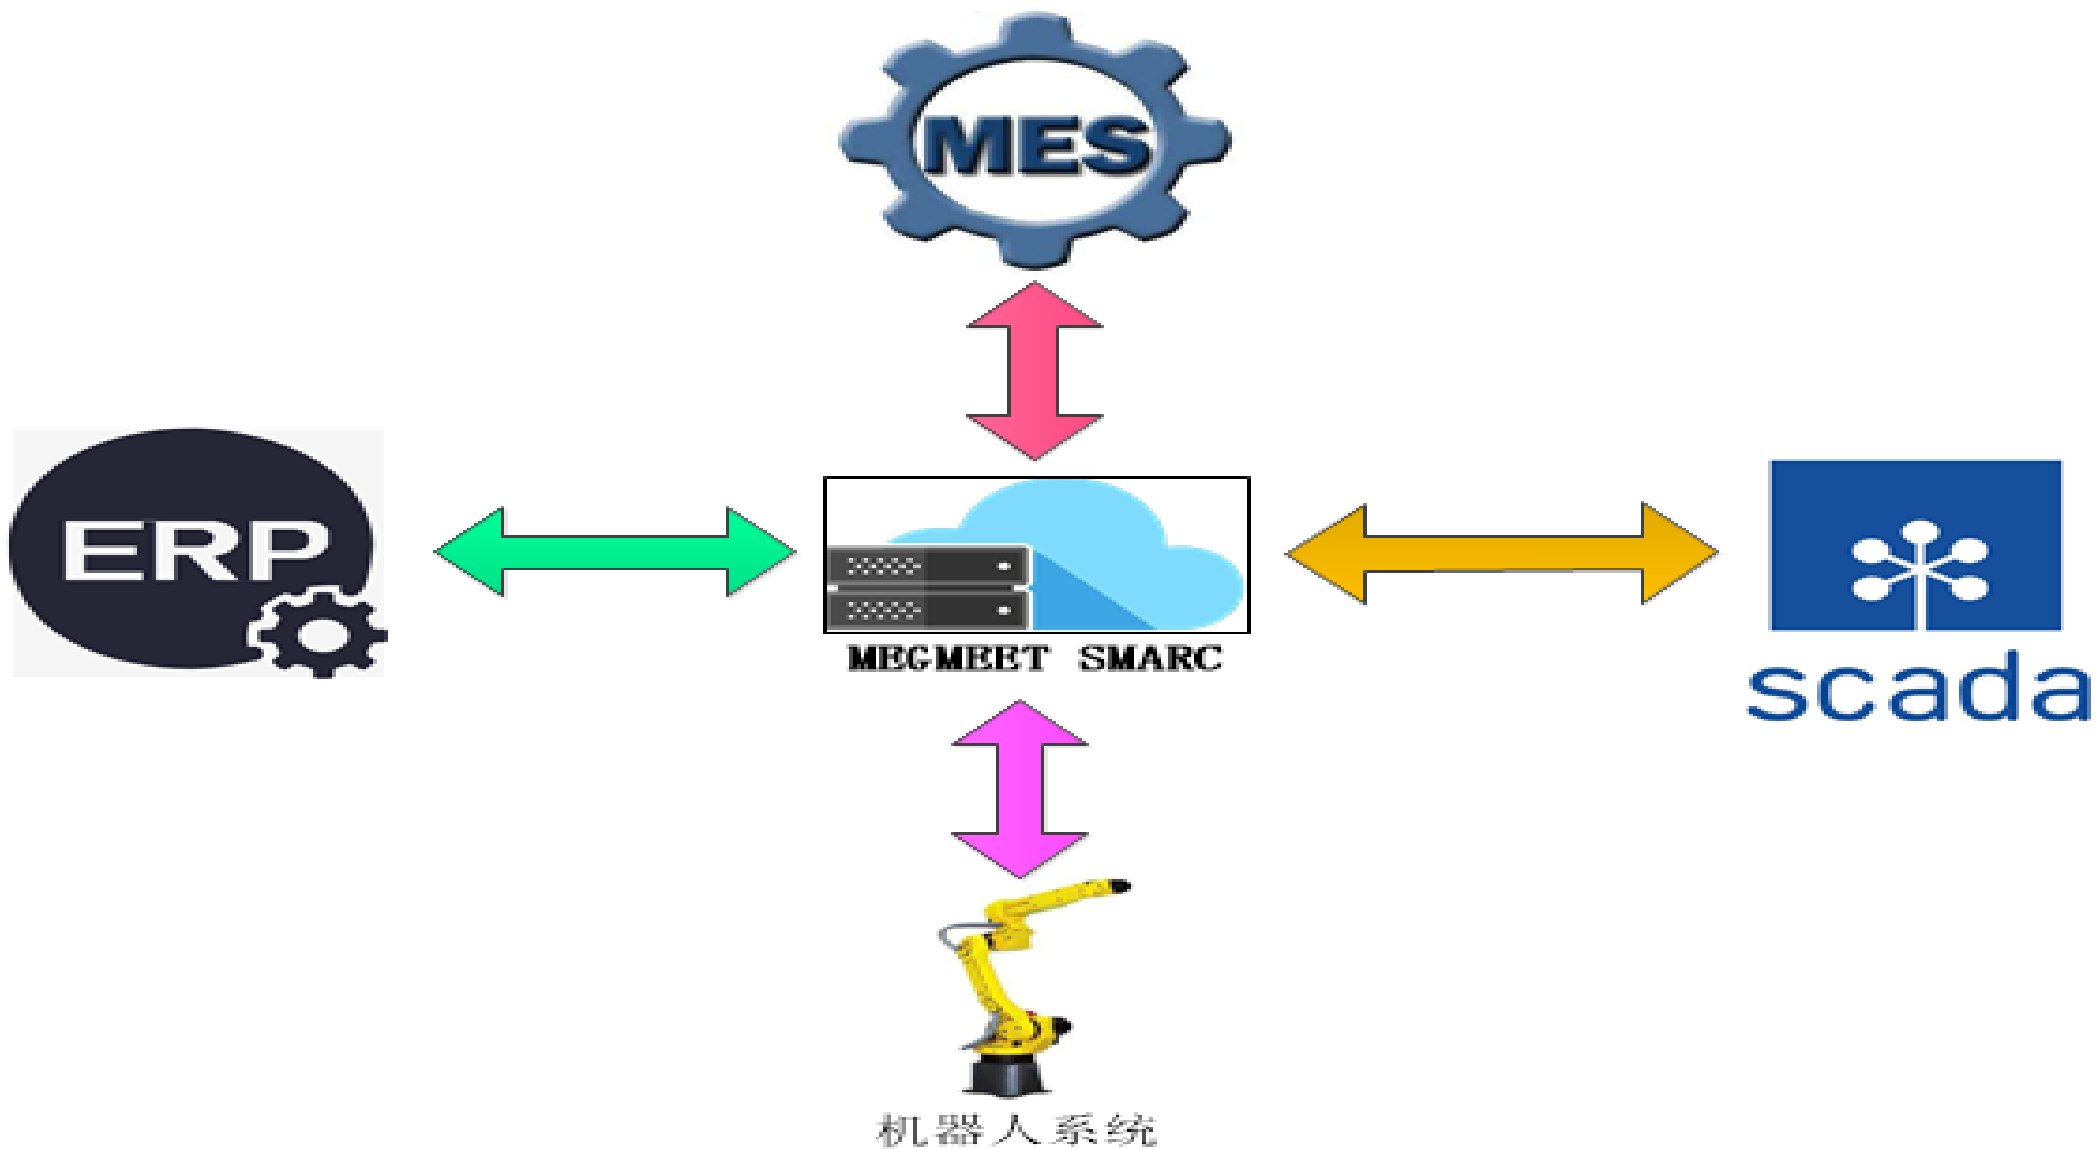 MES
ERP
MEGMEET SMARC
scada
机器人系统